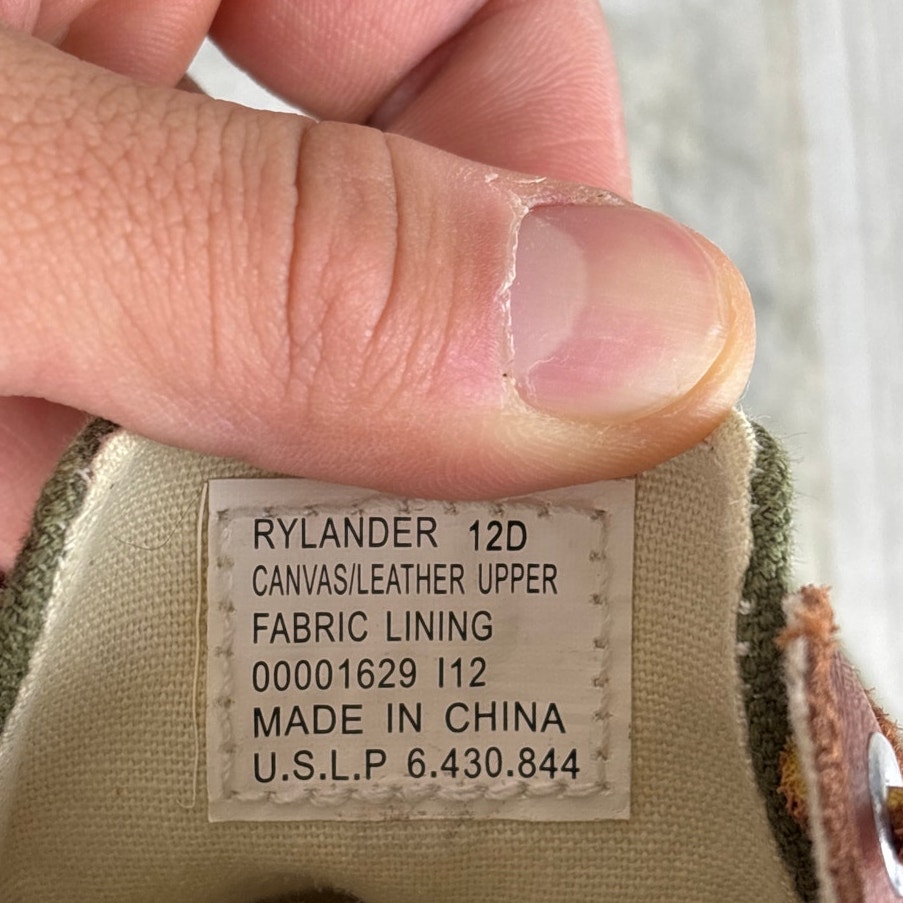 RYLANDER 12D
CANVAS/LEATHER UPPER
FABRIC LINING
00001629 I12
MADE IN CHINA
U.S.L.P 6.430.844